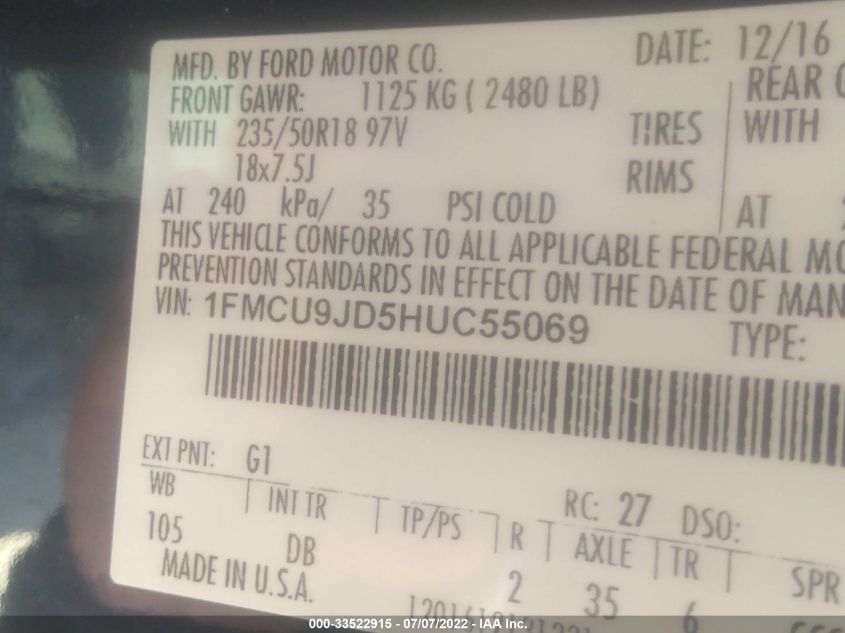 MFD. BY FORD MOTOR CO.
DATE: 12/16
FRONT GAWR: 1125 KG ( 2480 LB)
REAR
WITH 235/50R18 97V TIRES
WITH
18x7.5J RIMS
AT 240 kPa/ 35 PSI COLD
AT
THIS VEHICLE CONFORMS TO ALL APPLICABLE FEDERAL
PREVENTION STANDARDS IN EFFECT ON THE DATE OF
VIN: 1FMCU9JD5HUC55069
TYPE:
EXT PNT: G1
RC: 27 DSO:
WB INT TR TP/PS R AXLE TR SPR
105 DB 2 35 6
MADE IN U.S.A.
000-33522915 - 07/07/2022 - IAA Inc.